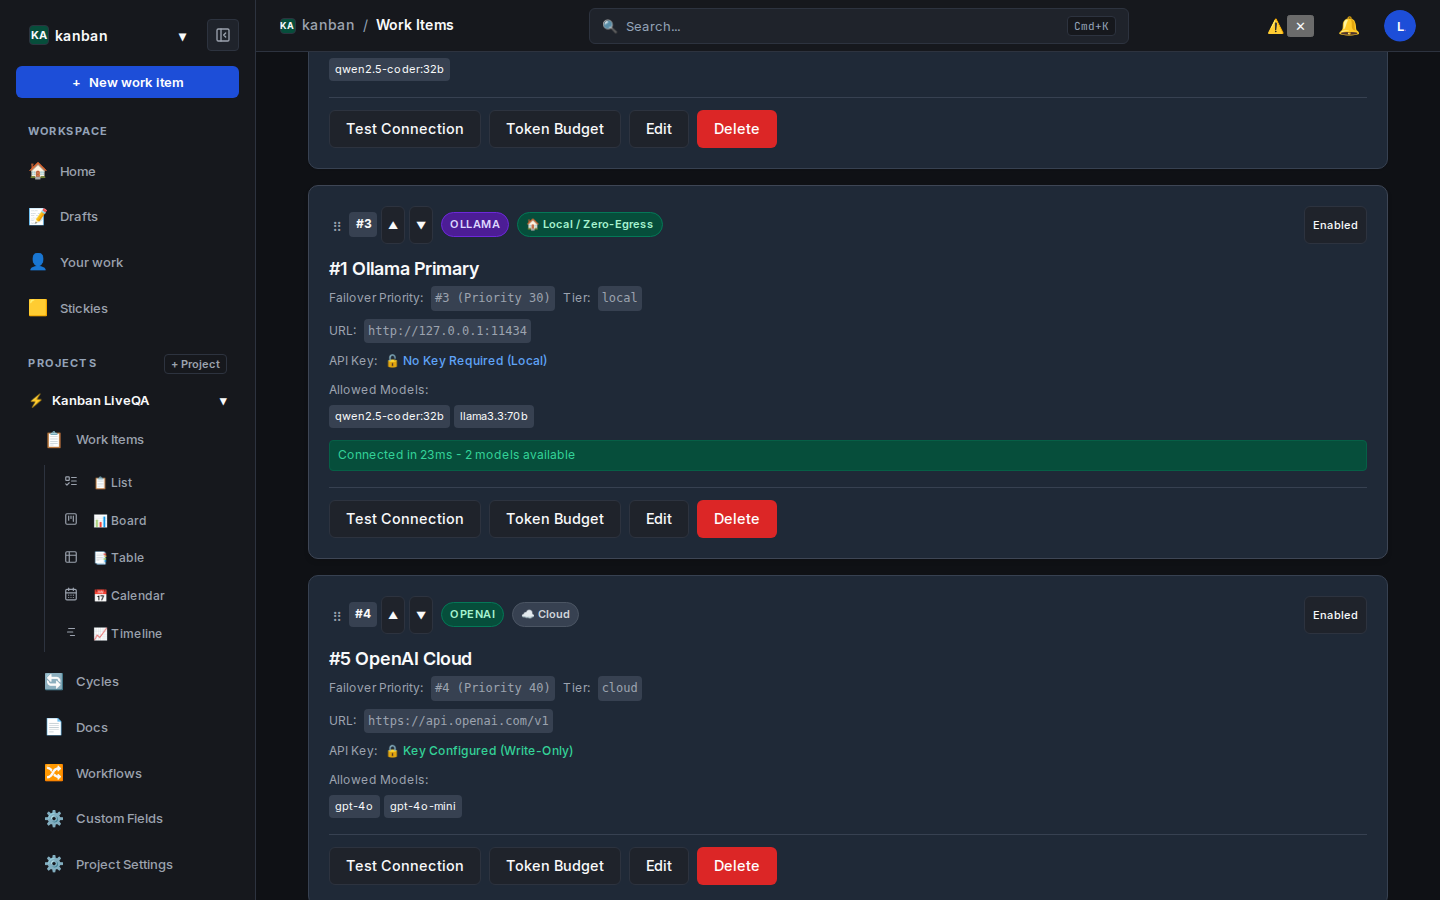 KA kanban ▼
+ New work item
WORKSPACE
🏠 Home
📝 Drafts
👤 Your work
🟨 Stickies
PROJECTS + Project
⚡ Kanban LiveQA ▼
📋 Work Items
📋 List
📊 Board
📑 Table
📅 Calendar
📈 Timeline
🔄 Cycles
📄 Docs
🔀 Workflows
⚙️ Custom Fields
⚙️ Project Settings
KA kanban / Work Items
🔍 Search... Cmd+K
⚠️ ✕ 🔔 L
qwen2.5-coder:32b
Test Connection Token Budget Edit Delete
⠿ #3 ▲ ▼ OLLAMA 🏠 Local / Zero-Egress Enabled
#1 Ollama Primary
Failover Priority: #3 (Priority 30) Tier: local
URL: http://127.0.0.1:11434
API Key: 🔓 No Key Required (Local)
Allowed Models:
qwen2.5-coder:32b llama3.3:70b
Connected in 23ms - 2 models available
Test Connection Token Budget Edit Delete
⠿ #4 ▲ ▼ OPENAI ☁️ Cloud Enabled
#5 OpenAI Cloud
Failover Priority: #4 (Priority 40) Tier: cloud
URL: https://api.openai.com/v1
API Key: 🔒 Key Configured (Write-Only)
Allowed Models:
gpt-4o gpt-4o-mini
Test Connection Token Budget Edit Delete